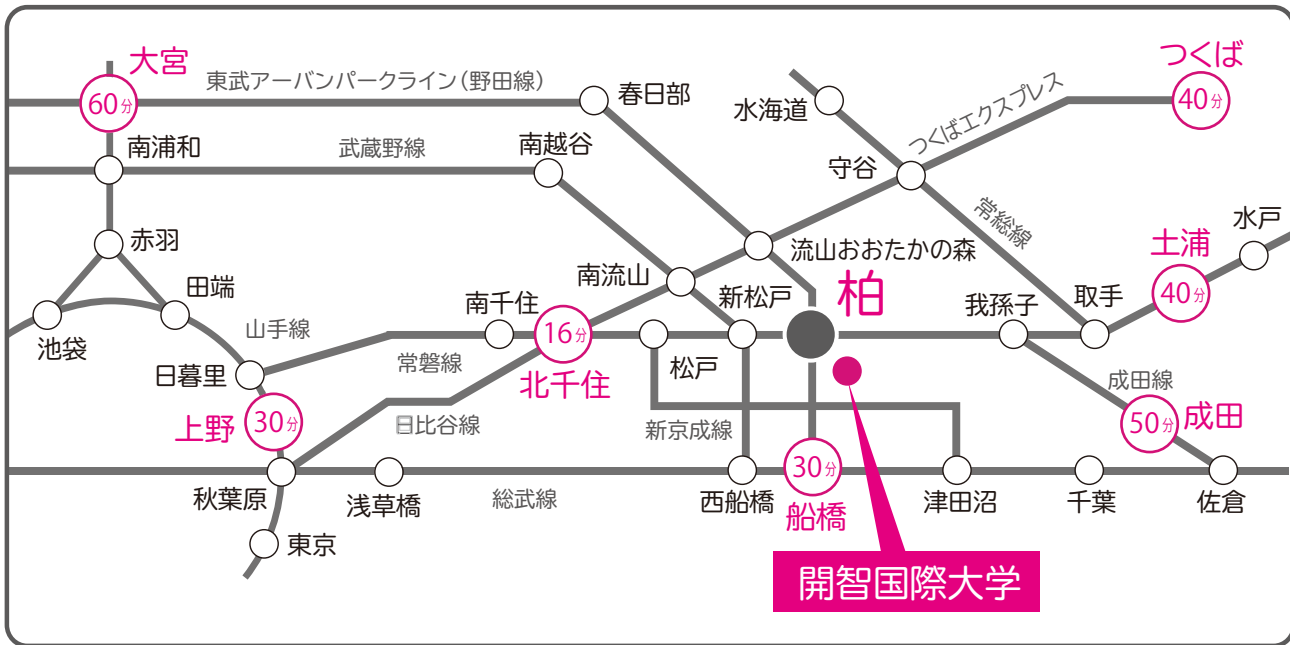 大宮
60分
東武アーバンパークライン(野田線)
春日部
水海道
つくばエクスプレス
つくば
40分
南浦和
武蔵野線
南越谷
守谷
常総線
赤羽
田端
池袋
山手線
南千住
南流山
流山おおたかの森
新松戸
柏
我孫子
取手
土浦
40分
水戸
日暮里
常磐線
16分
北千住
松戸
成田線
50分
成田
上野
30分
日比谷線
新京成線
30分
船橋
秋葉原
浅草橋
総武線
西船橋
津田沼
千葉
佐倉
東京
開智国際大学